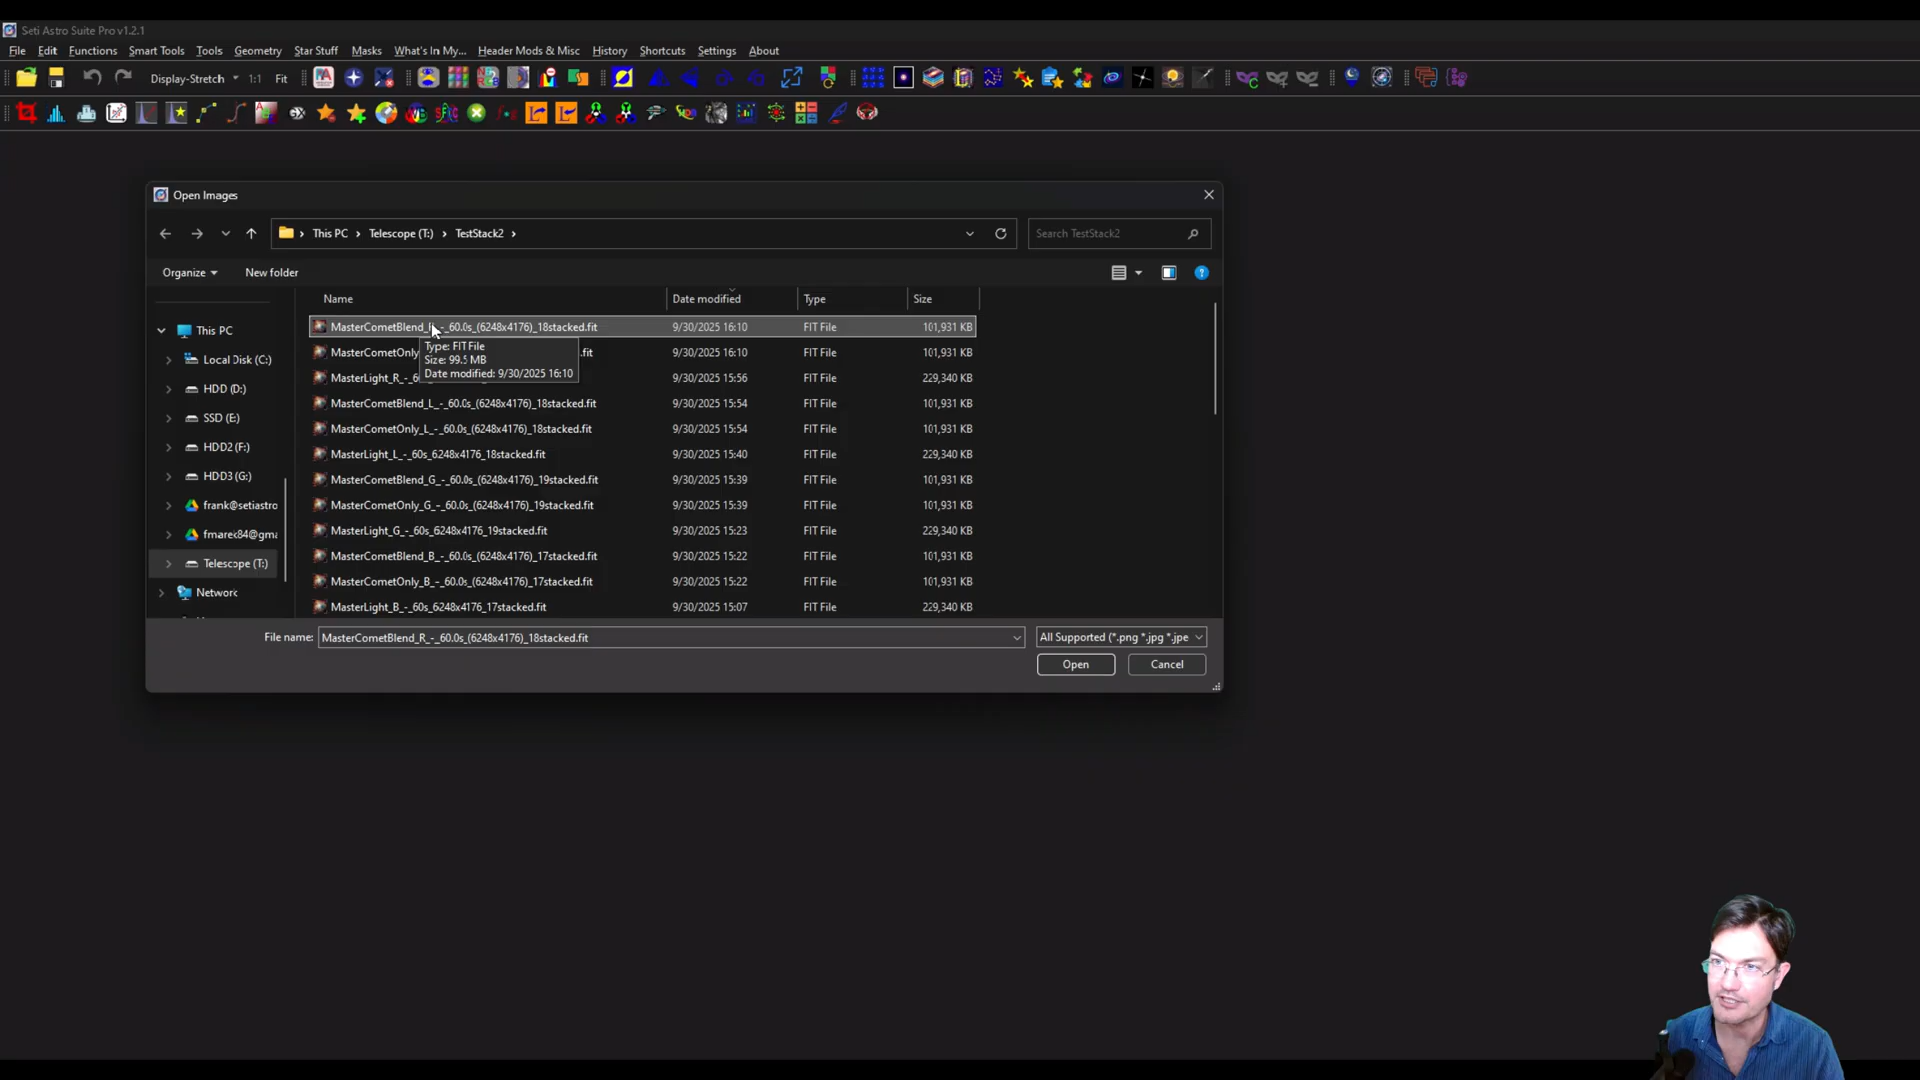 Seti Astro Suite Pro v1.2.1
File Edit Functions Smart Tools Tools Geometry Star Stuff Masks What's In My... Header Mods & Misc History Shortcuts Settings About
Display-Stretch 1:1 Fit
Open Images
This PC Telescope (T:) TestStack2
Search TestStack2
Organize New folder
Name Date modified Type Size
This PC
Local Disk (C:)
HDD (D:)
SSD (E:)
HDD2 (F:)
HDD3 (G:)
frank@setiastro
fmarek84@gma
Telescope (T:)
Network
MasterCometBlend_ _-_60.0s_(6248x4176)_18stacked.fit 9/30/2025 16:10 FIT File 101,931 KB
MasterCometOnly .fit 9/30/2025 16:10 FIT File 101,931 KB
MasterLight_R_-_6 9/30/2025 15:56 FIT File 229,340 KB
MasterCometBlend_L_-_60.0s_(6248x4176)_18stacked.fit 9/30/2025 15:54 FIT File 101,931 KB
MasterCometOnly_L_-_60.0s_(6248x4176)_18stacked.fit 9/30/2025 15:54 FIT File 101,931 KB
MasterLight_L_-_60s_6248x4176_18stacked.fit 9/30/2025 15:40 FIT File 229,340 KB
MasterCometBlend_G_-_60.0s_(6248x4176)_19stacked.fit 9/30/2025 15:39 FIT File 101,931 KB
MasterCometOnly_G_-_60.0s_(6248x4176)_19stacked.fit 9/30/2025 15:39 FIT File 101,931 KB
MasterLight_G_-_60s_6248x4176_19stacked.fit 9/30/2025 15:23 FIT File 229,340 KB
MasterCometBlend_B_-_60.0s_(6248x4176)_17stacked.fit 9/30/2025 15:22 FIT File 101,931 KB
MasterCometOnly_B_-_60.0s_(6248x4176)_17stacked.fit 9/30/2025 15:22 FIT File 101,931 KB
MasterLight_B_-_60s_6248x4176_17stacked.fit 9/30/2025 15:07 FIT File 229,340 KB
Type: FIT File
Size: 99.5 MB
Date modified: 9/30/2025 16:10
File name: MasterCometBlend_R_-_60.0s_(6248x4176)_18stacked.fit All Supported (*.png *.jpg *.jpe
Open Cancel